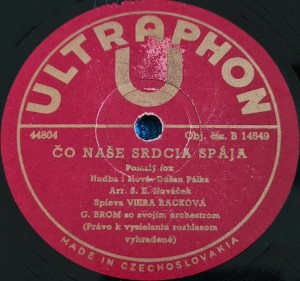 ULTRAPHON
U
44804 Obj. čís. B 14549
ČO NAŠE SRDCIA SPÁJA
Pomalý fox
Hudba i slová: Dušan Pálka
Arr. S. E. Nováček
Spieva VIERA RACKOVÁ
G. BROM so svojím orchestrom
(Právo k vysielaniu rozhlasom
vyhradené)
MADE IN CZECHOSLOVAKIA